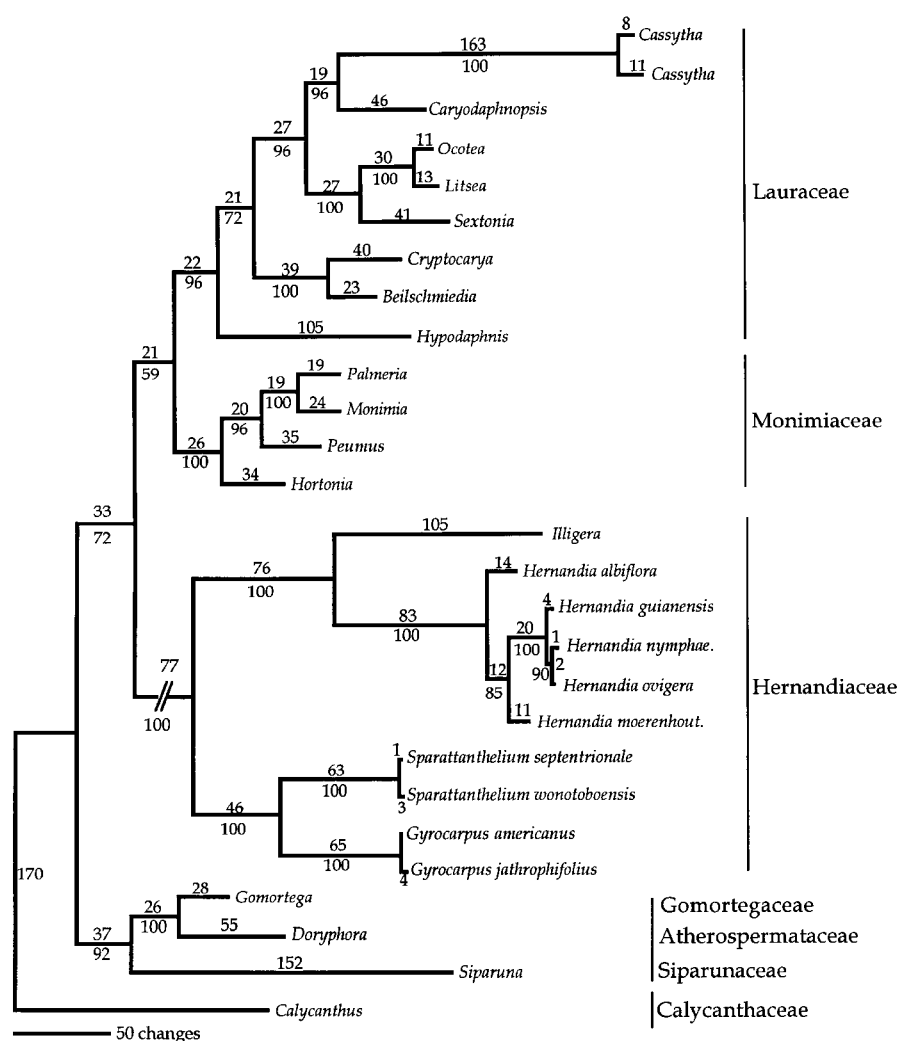 8
Cassytha
163
100
11
Cassytha
19
96
46
Caryodaphnopsis
27
96
11
Ocotea
30
100
13
Litsea
27
100
41
Sextonia
Lauraceae
21
72
40
Cryptocarya
39
100
23
Beilschmiedia
22
96
105
Hypodaphnis
21
59
19
Palmeria
19
100
24
Monimia
20
96
35
Peumus
26
100
34
Hortonia
Monimiaceae
33
72
105
Illigera
76
100
14
Hernandia albiflora
83
100
4
Hernandia guianensis
20
100
1
Hernandia nymphae.
90
2
Hernandia ovigera
12
85
11
Hernandia moerenhout.
77
100
Hernandiaceae
1
Sparattanthelium septentrionale
63
100
3
Sparattanthelium wonotoboensis
46
100
Gyrocarpus americanus
65
100
4
Gyrocarpus jathrophifolius
170
28
Gomortega
Gomortegaceae
26
100
55
Doryphora
Atherospermataceae
37
92
152
Siparuna
Siparunaceae
Calycanthus
Calycanthaceae
50 changes